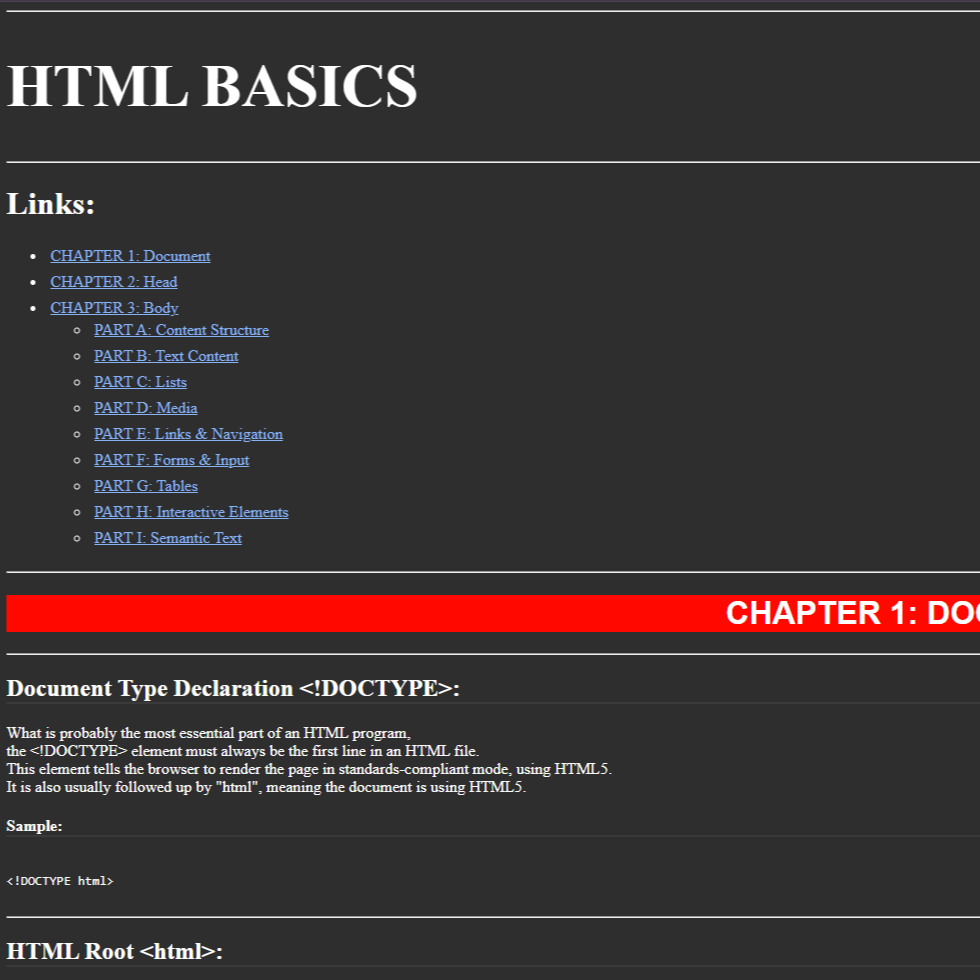 HTML BASICS
Links:
CHAPTER 1: Document
CHAPTER 2: Head
CHAPTER 3: Body
PART A: Content Structure
PART B: Text Content
PART C: Lists
PART D: Media
PART E: Links & Navigation
PART F: Forms & Input
PART G: Tables
PART H: Interactive Elements
PART I: Semantic Text
CHAPTER 1:
Document Type Declaration <!DOCTYPE>:
What is probably the most essential part of an HTML program,
the <!DOCTYPE> element must always be the first line in an HTML file.
This element tells the browser to render the page in standards-compliant mode, using HTML5.
It is also usually followed up by "html", meaning the document is using HTML5.
Sample:
<!DOCTYPE html>
HTML Root <html>: